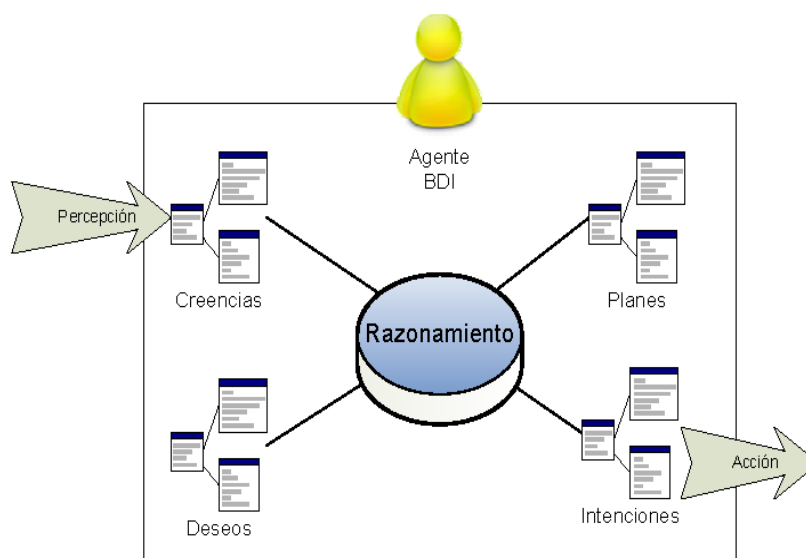 Agente
BDI
Percepción
Creencias
Planes
Razonamiento
Deseos
Intenciones
Acción